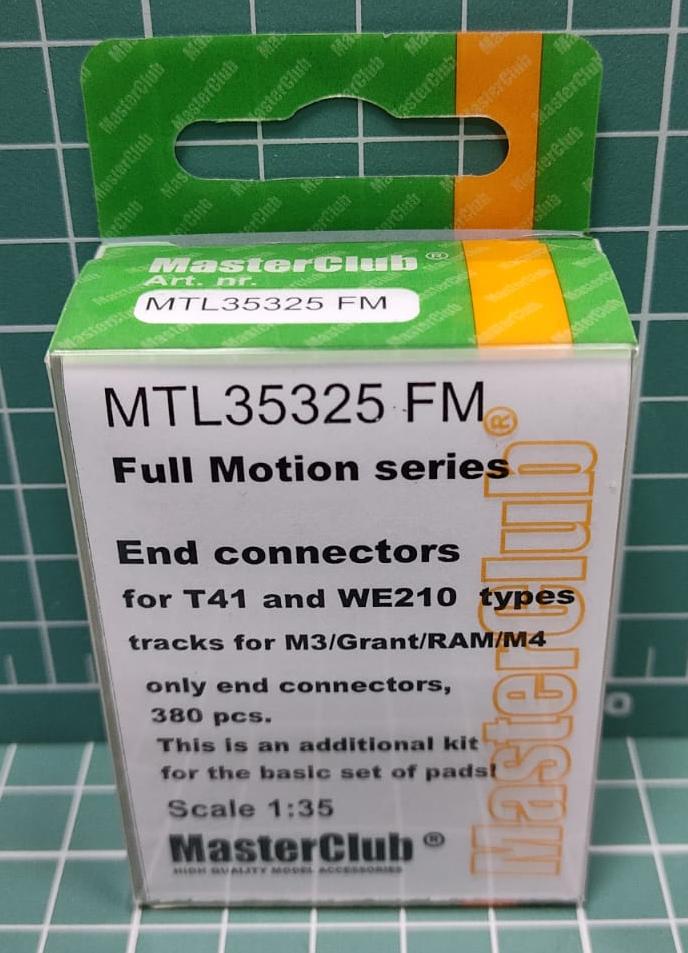 MasterClub®
Art. nr.
MTL35325 FM
MTL35325 FM
Full Motion series
End connectors
for T41 and WE210 types
tracks for M3/Grant/RAM/M4
only end connectors,
380 pcs.
This is an additional kit
for the basic set of pads!
Scale 1:35
MasterClub®
HIGH QUALITY MODEL ACCESSORIES
MasterClub®